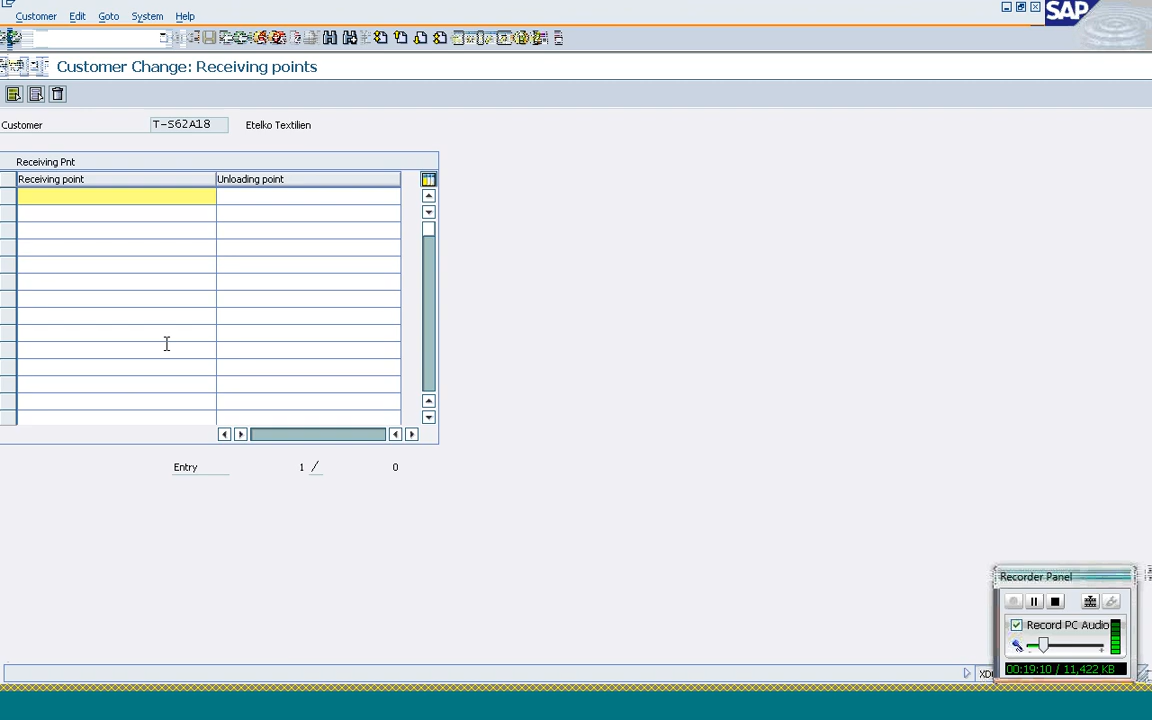 Customer Edit Goto System Help
SAP
Customer Change: Receiving points
Customer T-S62A18 Etelko Textilien
Receiving Pnt
Receiving point Unloading point
Entry 1 / 0
Recorder Panel
Record PC Audio
00:19:10 / 11,422 KB